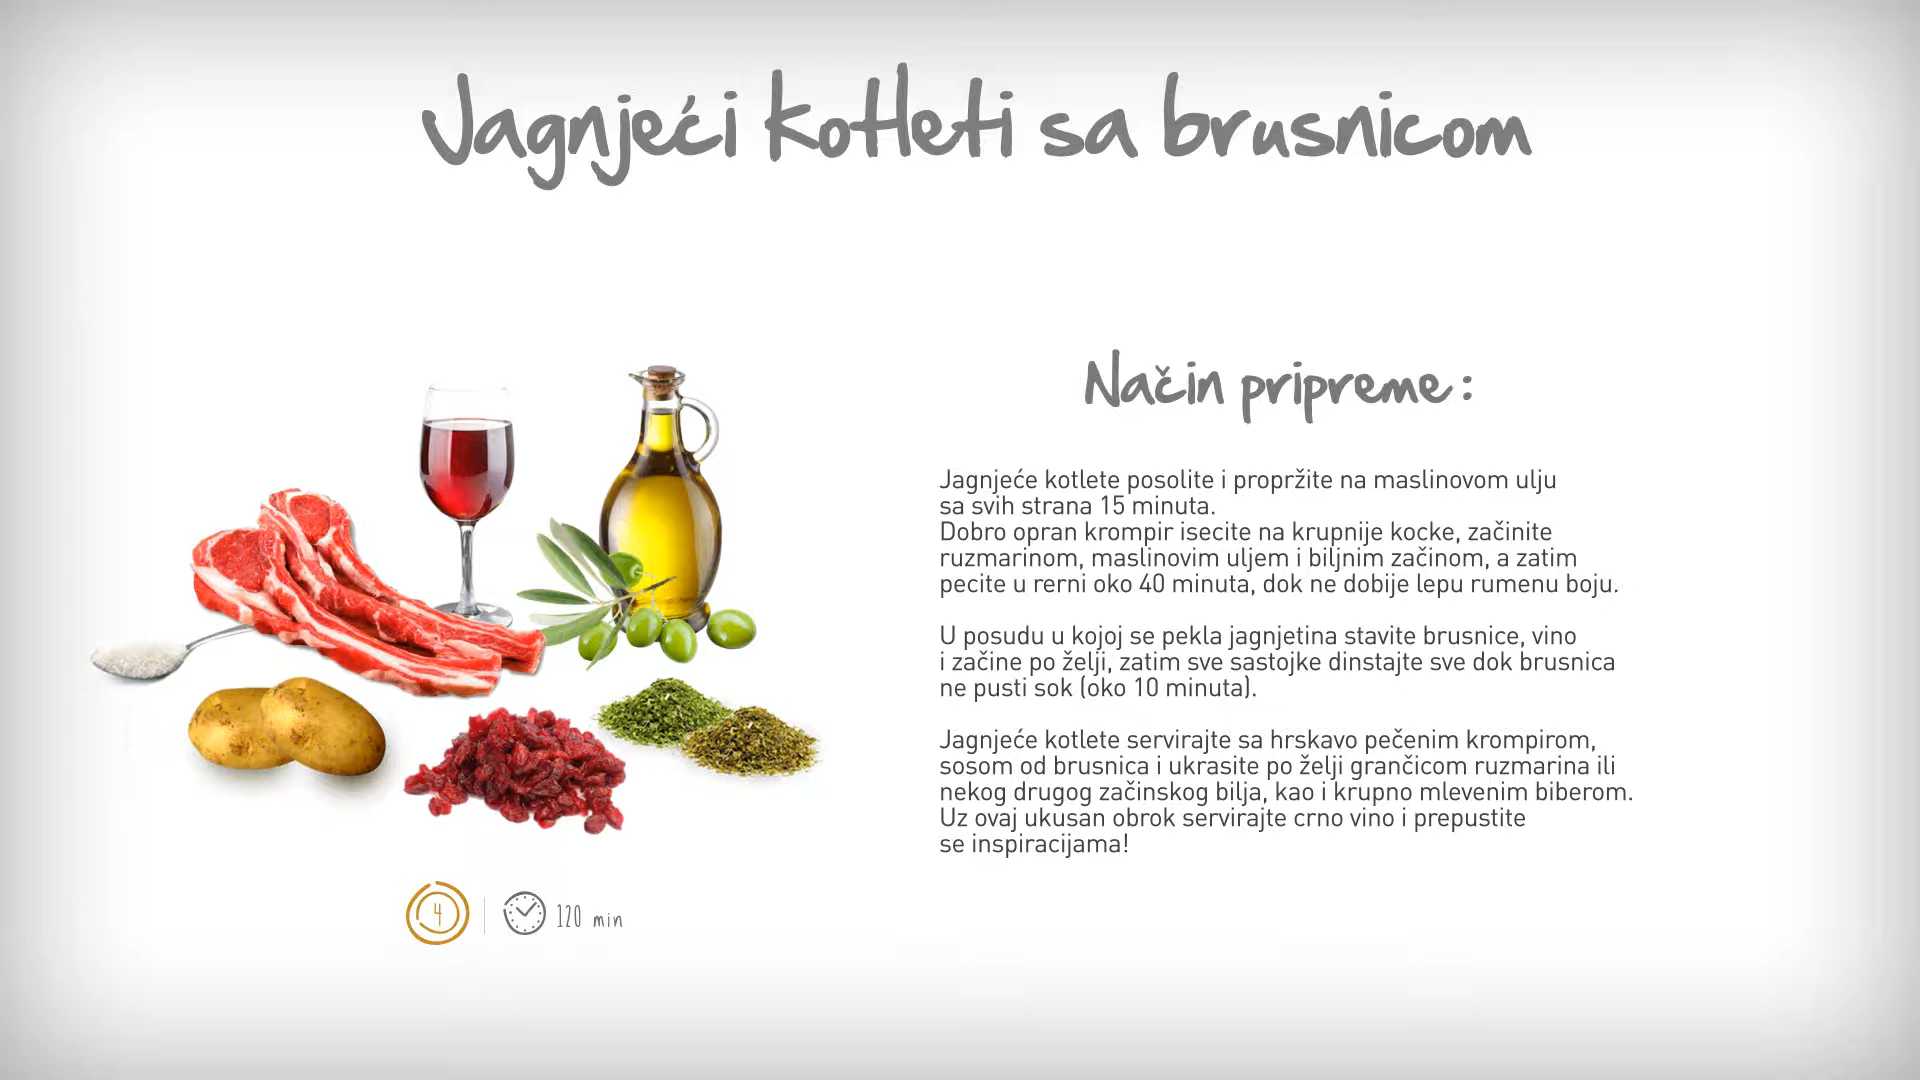 Jagnjeći kotleti sa brusnicom
Način pripreme:
Jagnjeće kotlete posolite i propržite na maslinovom ulju
sa svih strana 15 minuta.
Dobro opran krompir isecite na krupnije kocke, začinite
ruzmarinom, maslinovim uljem i biljnim začinom, a zatim
pecite u rerni oko 40 minuta, dok ne dobije lepu rumenu boju.
U posudu u kojoj se pekla jagnjetina stavite brusnice, vino
i začine po želji, zatim sve sastojke dinstajte sve dok brusnica
ne pusti sok (oko 10 minuta).
Jagnjeće kotlete servirajte sa hrskavo pečenim krompirom,
sosom od brusnica i ukrasite po želji grančicom ruzmarina ili
nekog drugog začinskog bilja, kao i krupno mlevenim biberom.
Uz ovaj ukusan obrok servirajte crno vino i prepustite
se inspiracijama!
4
120 min